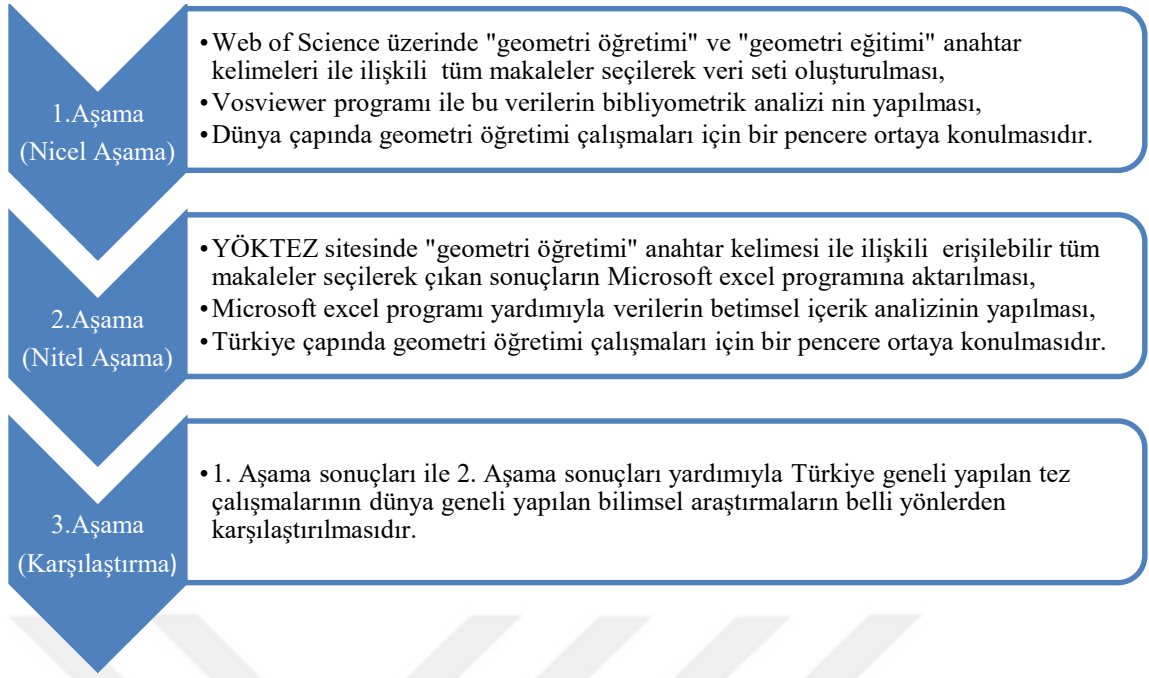 1.Aşama
(Nicel Aşama)
•Web of Science üzerinde "geometri öğretimi" ve "geometri eğitimi" anahtar
kelimeleri ile ilişkili tüm makaleler seçilerek veri seti oluşturulması,
•Vosviewer programı ile bu verilerin bibliyometrik analizi nin yapılması,
•Dünya çapında geometri öğretimi çalışmaları için bir pencere ortaya konulmasıdır.
2.Aşama
(Nitel Aşama)
•YÖKTEZ sitesinde "geometri öğretimi" anahtar kelimesi ile ilişkili erişilebilir tüm
makaleler seçilerek çıkan sonuçların Microsoft excel programına aktarılması,
•Microsoft excel programı yardımıyla verilerin betimsel içerik analizinin yapılması,
•Türkiye çapında geometri öğretimi çalışmaları için bir pencere ortaya konulmasıdır.
3.Aşama
(Karşılaştırma)
•1. Aşama sonuçları ile 2. Aşama sonuçları yardımıyla Türkiye geneli yapılan tez
çalışmalarının dünya geneli yapılan bilimsel araştırmaların belli yönlerden
karşılaştırılmasıdır.